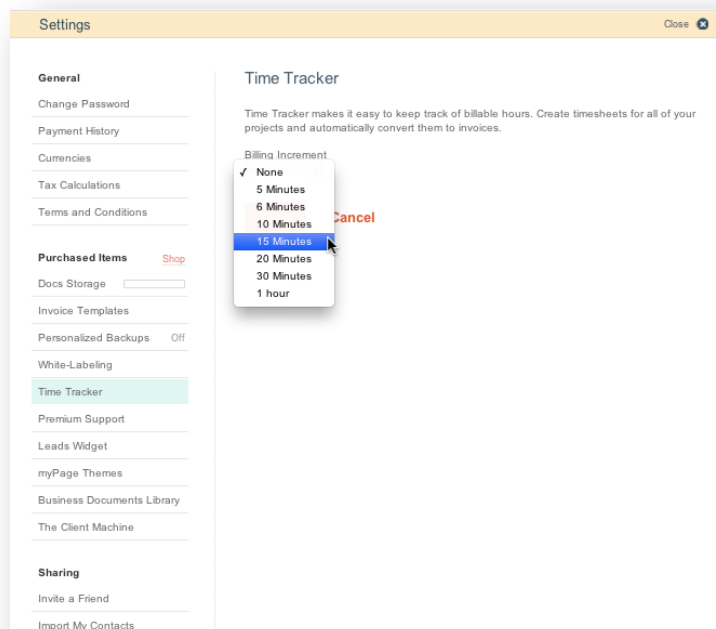 Settings
Close
General
Change Password
Payment History
Currencies
Tax Calculations
Terms and Conditions
Purchased Items Shop
Docs Storage
Invoice Templates
Personalized Backups Off
White-Labeling
Time Tracker
Premium Support
Leads Widget
myPage Themes
Business Documents Library
The Client Machine
Sharing
Invite a Friend
Import My Contacts
Time Tracker
Time Tracker makes it easy to keep track of billable hours. Create timesheets for all of your
projects and automatically convert them to invoices.
Billing Increment
✓ None
5 Minutes
6 Minutes
10 Minutes
15 Minutes
20 Minutes
30 Minutes
1 hour
Cancel